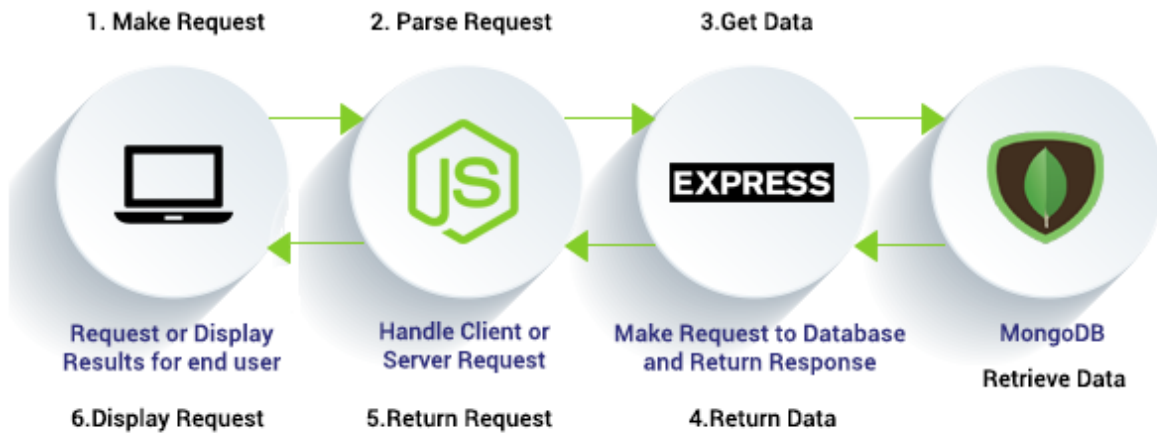 1. Make Request
2. Parse Request
3.Get Data
JS
EXPRESS
Request or Display
Results for end user
Handle Client or
Server Request
Make Request to Database
and Return Response
MongoDB
Retrieve Data
6.Display Request
5.Return Request
4.Return Data